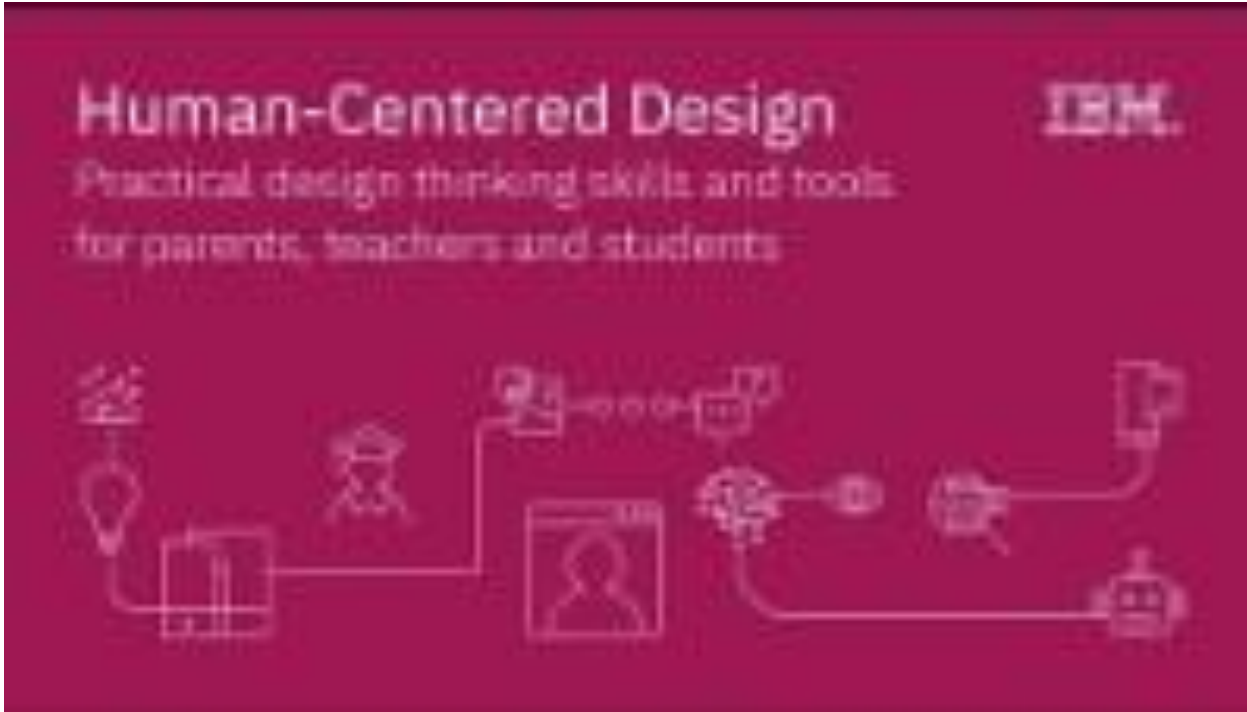 Human-Centered Design
IBM
Practical design thinking skills and tools
for parents, teachers and students